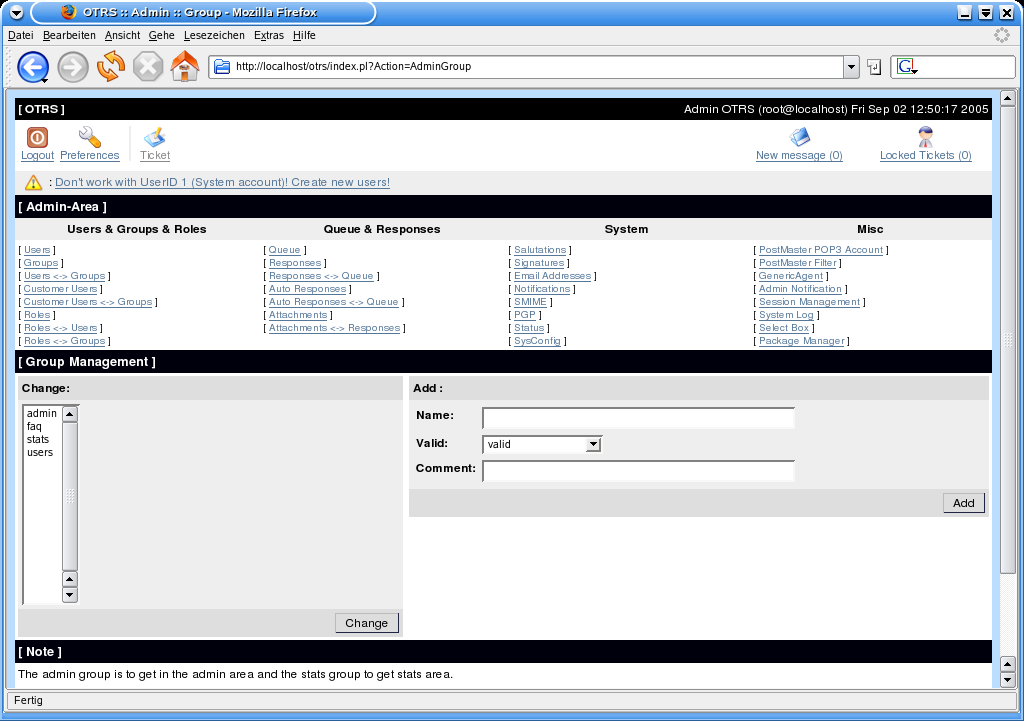 OTRS :: Admin :: Group - Mozilla Firefox
Datei Bearbeiten Ansicht Gehe Lesezeichen Extras Hilfe
http://localhost/otrs/index.pl?Action=AdminGroup G
[ OTRS ] Admin OTRS (root@localhost) Fri Sep 02 12:50:17 2005
Logout Preferences Ticket New message (0) Locked Tickets (0)
: Don't work with UserID 1 (System account)! Create new users!
[ Admin-Area ]
Users & Groups & Roles Queue & Responses System Misc
[ Users ] [ Queue ] [ Salutations ] [ PostMaster POP3 Account ]
[ Groups ] [ Responses ] [ Signatures ] [ PostMaster Filter ]
[ Users <-> Groups ] [ Responses <-> Queue ] [ Email Addresses ] [ GenericAgent ]
[ Customer Users ] [ Auto Responses ] [ Notifications ] [ Admin Notification ]
[ Customer Users <-> Groups ] [ Auto Responses <-> Queue ] [ SMIME ] [ Session Management ]
[ Roles ] [ Attachments ] [ PGP ] [ System Log ]
[ Roles <-> Users ] [ Attachments <-> Responses ] [ Status ] [ Select Box ]
[ Roles <-> Groups ] [ SysConfig ] [ Package Manager ]
[ Group Management ]
Change:
admin
faq
stats
users
Change
Add :
Name:
Valid: valid
Comment:
Add
[ Note ]
The admin group is to get in the admin area and the stats group to get stats area.
Fertig